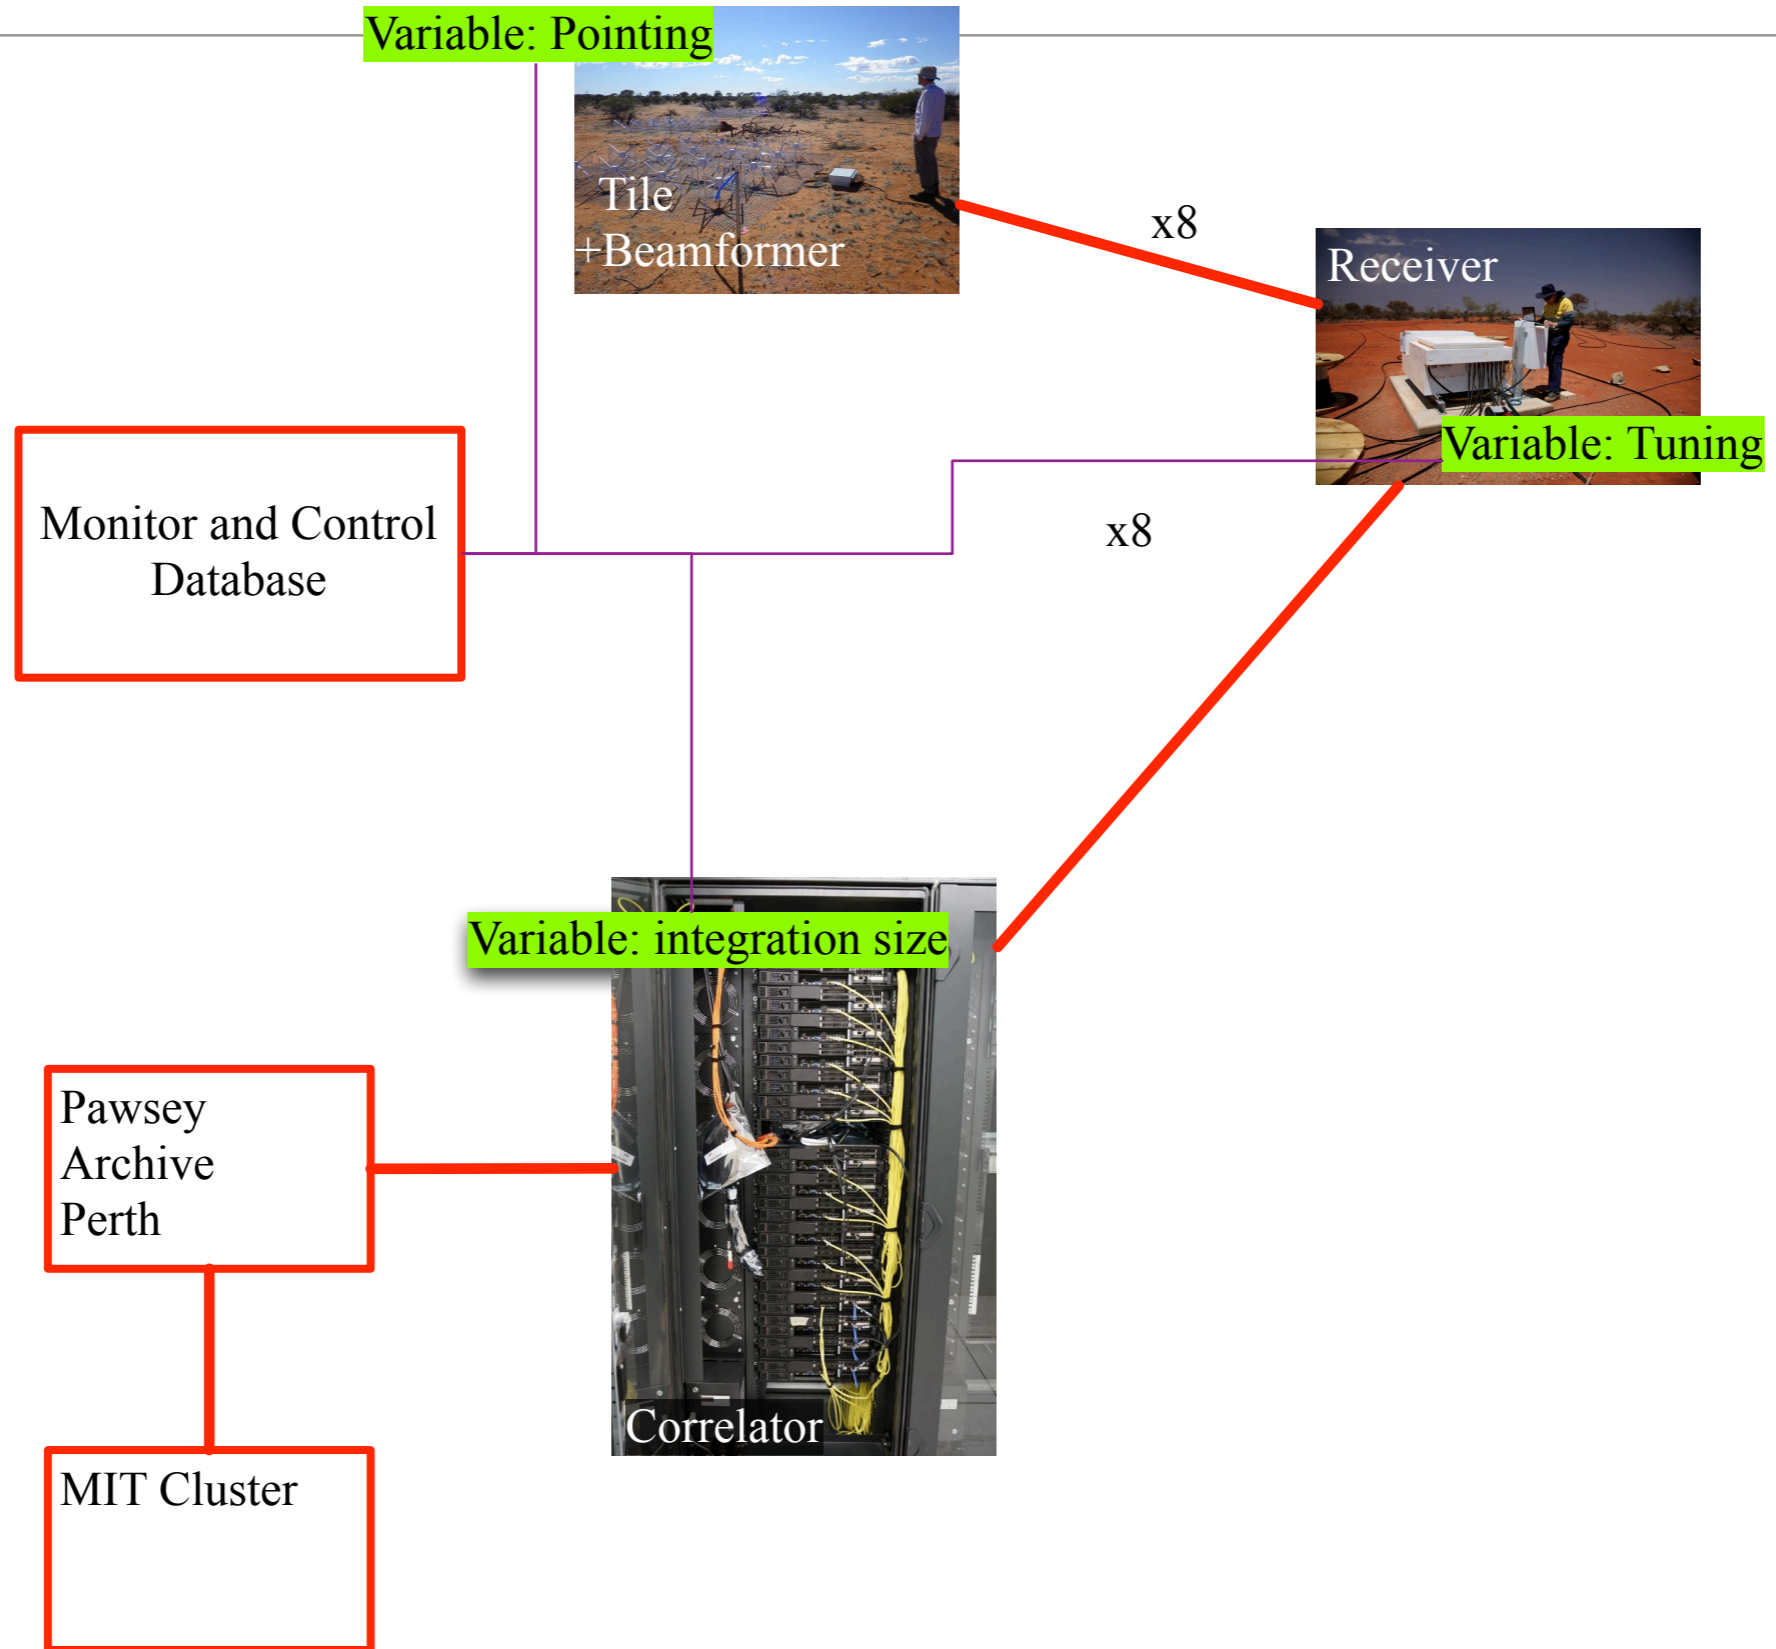 Variable: Pointing
Tile
+Beamformer
x8
Receiver
Variable: Tuning
Monitor and Control
Database
x8
Variable: integration size
Pawsey
Archive
Perth
Correlator
MIT Cluster